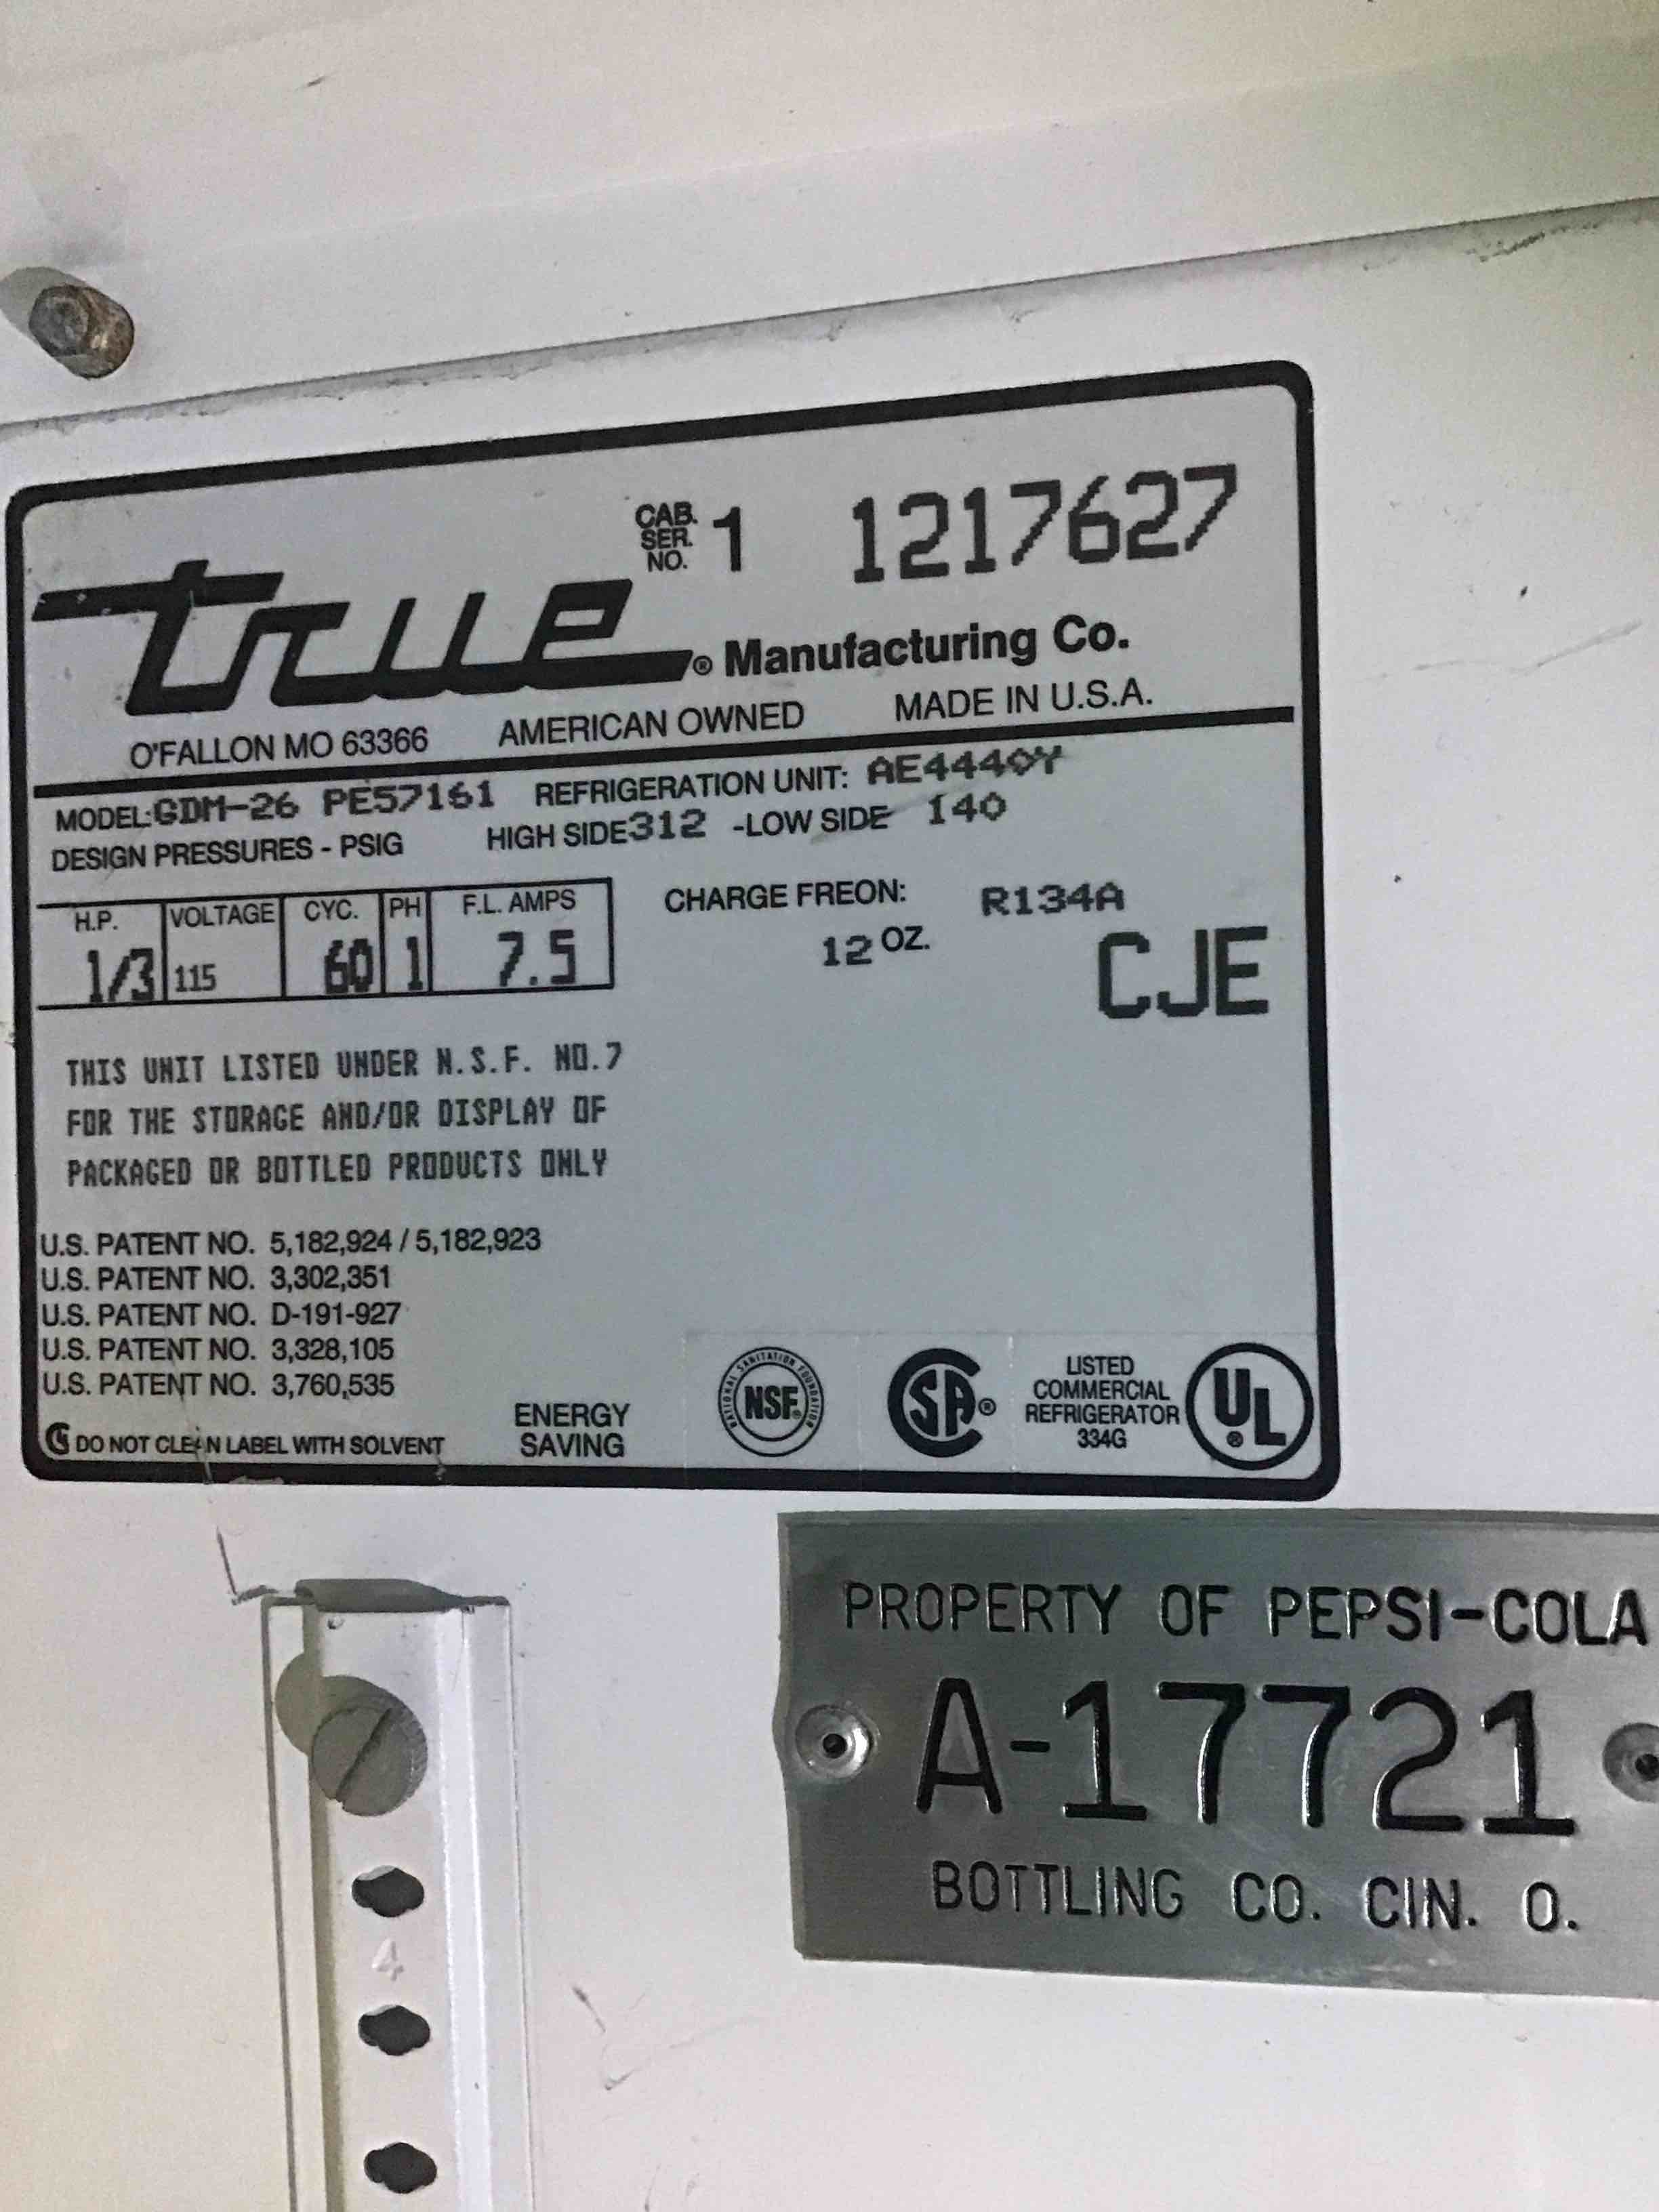 CAB. SER. NO. 1 1217627
true® Manufacturing Co.
O'FALLON MO 63366 AMERICAN OWNED MADE IN U.S.A.
MODEL: GDM-26 PE57161 REFRIGERATION UNIT: AE4440Y
DESIGN PRESSURES - PSIG HIGH SIDE 312 -LOW SIDE 140
H.P. VOLTAGE CYC. PH F.L. AMPS CHARGE FREON: R134A
1/3 115 60 1 7.5 12 OZ.
CJE
THIS UNIT LISTED UNDER N.S.F. NO.7
FOR THE STORAGE AND/OR DISPLAY OF
PACKAGED OR BOTTLED PRODUCTS ONLY
U.S. PATENT NO. 5,182,924 / 5,182,923
U.S. PATENT NO. 3,302,351
U.S. PATENT NO. D-191-927
U.S. PATENT NO. 3,328,105
U.S. PATENT NO. 3,760,535
DO NOT CLEAN LABEL WITH SOLVENT
ENERGY
SAVING
NATIONAL SANITATION FOUNDATION
NSF®
SA®
LISTED
COMMERCIAL
REFRIGERATOR
334G
UL®
PROPERTY OF PEPSI-COLA
A-17721
BOTTLING CO. CIN. O.
4